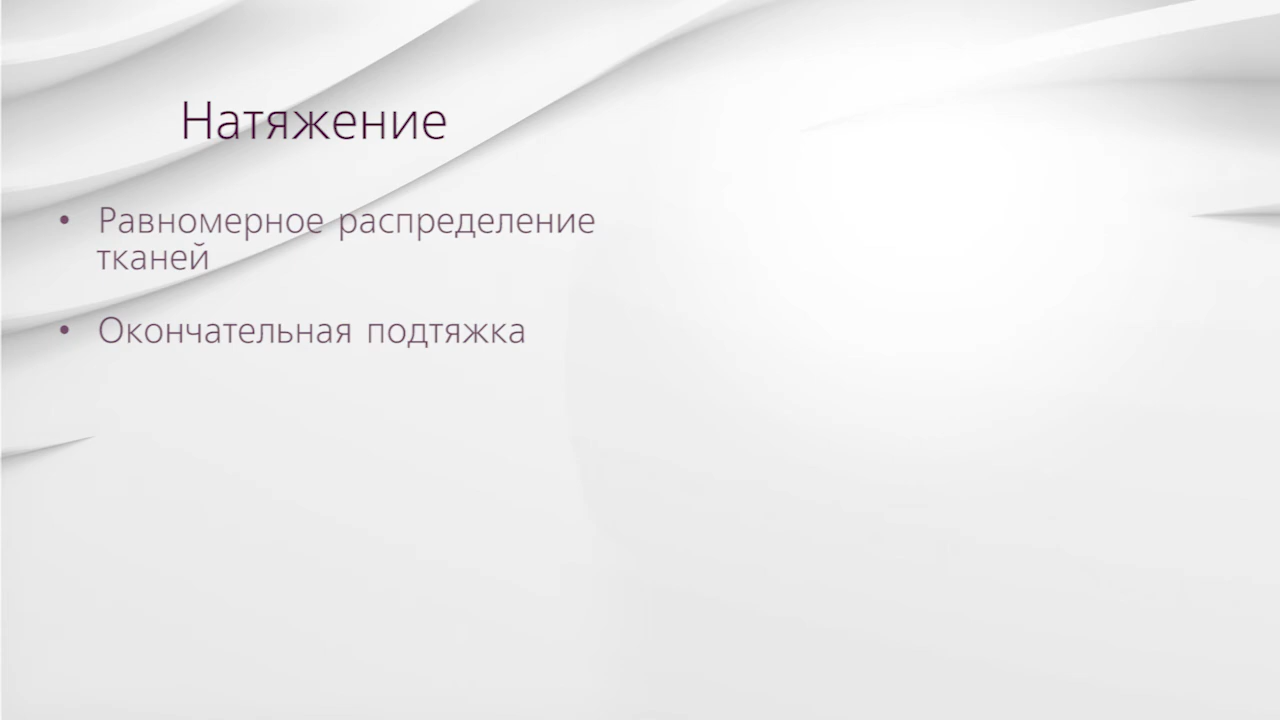 Натяжение
• Равномерное распределение
тканей
• Окончательная подтяжка